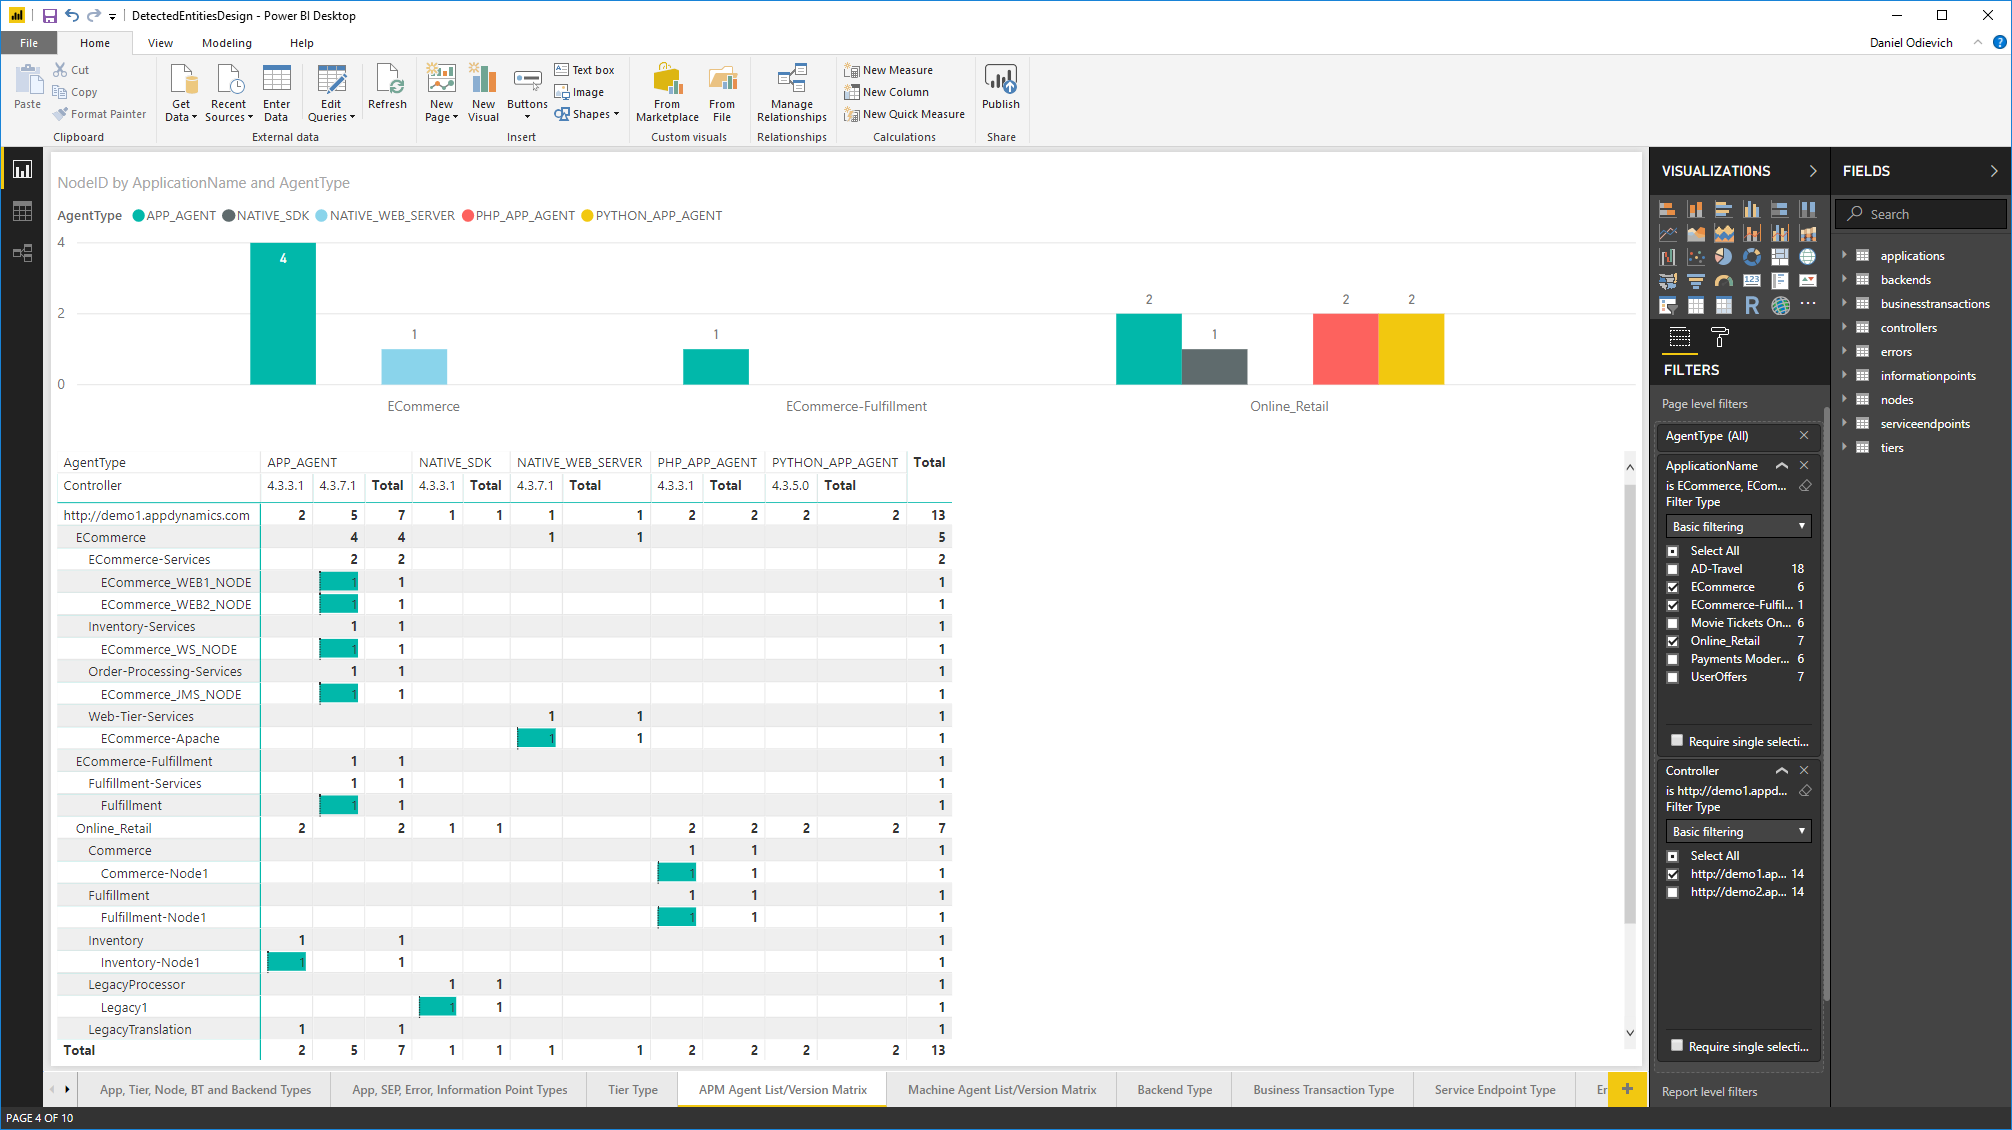 DetectedEntitiesDesign - Power BI Desktop
File Home View Modeling Help
Daniel Odievich
Paste
Cut
Copy
Format Painter
Clipboard
Get Data
Recent Sources
Enter Data
Edit Queries
Refresh
External data
New Page
New Visual
Buttons
Text box
Image
Shapes
Insert
From Marketplace
From File
Custom visuals
Manage Relationships
Relationships
New Measure
New Column
New Quick Measure
Calculations
Publish
Share
NodeID by ApplicationName and AgentType
AgentType APP_AGENT NATIVE_SDK NATIVE_WEB_SERVER PHP_APP_AGENT PYTHON_APP_AGENT
4
2
0
4 1 1 2 1 2 2
ECommerce ECommerce-Fulfillment Online_Retail
AgentType APP_AGENT NATIVE_SDK NATIVE_WEB_SERVER PHP_APP_AGENT PYTHON_APP_AGENT Total
Controller 4.3.3.1 4.3.7.1 Total 4.3.3.1 Total 4.3.7.1 Total 4.3.3.1 Total 4.3.5.0 Total
http://demo1.appdynamics.com 2 5 7 1 1 1 1 2 2 2 2 13
ECommerce 4 4 1 1 5
ECommerce-Services 2 2 2
ECommerce_WEB1_NODE 1 1 1
ECommerce_WEB2_NODE 1 1 1
Inventory-Services 1 1 1
ECommerce_WS_NODE 1 1 1
Order-Processing-Services 1 1 1
ECommerce_JMS_NODE 1 1 1
Web-Tier-Services 1 1 1
ECommerce-Apache 1 1 1
ECommerce-Fulfillment 1 1 1
Fulfillment-Services 1 1 1
Fulfillment 1 1 1
Online_Retail 2 2 1 1 2 2 2 2 7
Commerce 1 1 1
Commerce-Node1 1 1 1
Fulfillment 1 1 1
Fulfillment-Node1 1 1 1
Inventory 1 1 1
Inventory-Node1 1 1 1
LegacyProcessor 1 1 1
Legacy1 1 1 1
LegacyTranslation 1 1 1
Total 2 5 7 1 1 1 1 2 2 2 2 13
App, Tier, Node, BT and Backend Types
App, SEP, Error, Information Point Types
Tier Type
APM Agent List/Version Matrix
Machine Agent List/Version Matrix
Backend Type
Business Transaction Type
Service Endpoint Type
Er
+
PAGE 4 OF 10
VISUALIZATIONS
123
R
...
FILTERS
Page level filters
AgentType (All)
ApplicationName
is ECommerce, ECom...
Filter Type
Basic filtering
Select All
AD-Travel 18
ECommerce 6
ECommerce-Fulfil... 1
Movie Tickets On... 6
Online_Retail 7
Payments Moder... 6
UserOffers 7
Require single selecti...
Controller
is http://demo1.appd...
Filter Type
Basic filtering
Select All
http://demo1.ap... 14
http://demo2.ap... 14
Require single selecti...
Report level filters
FIELDS
Search
applications
backends
businesstransactions
controllers
errors
informationpoints
nodes
serviceendpoints
tiers